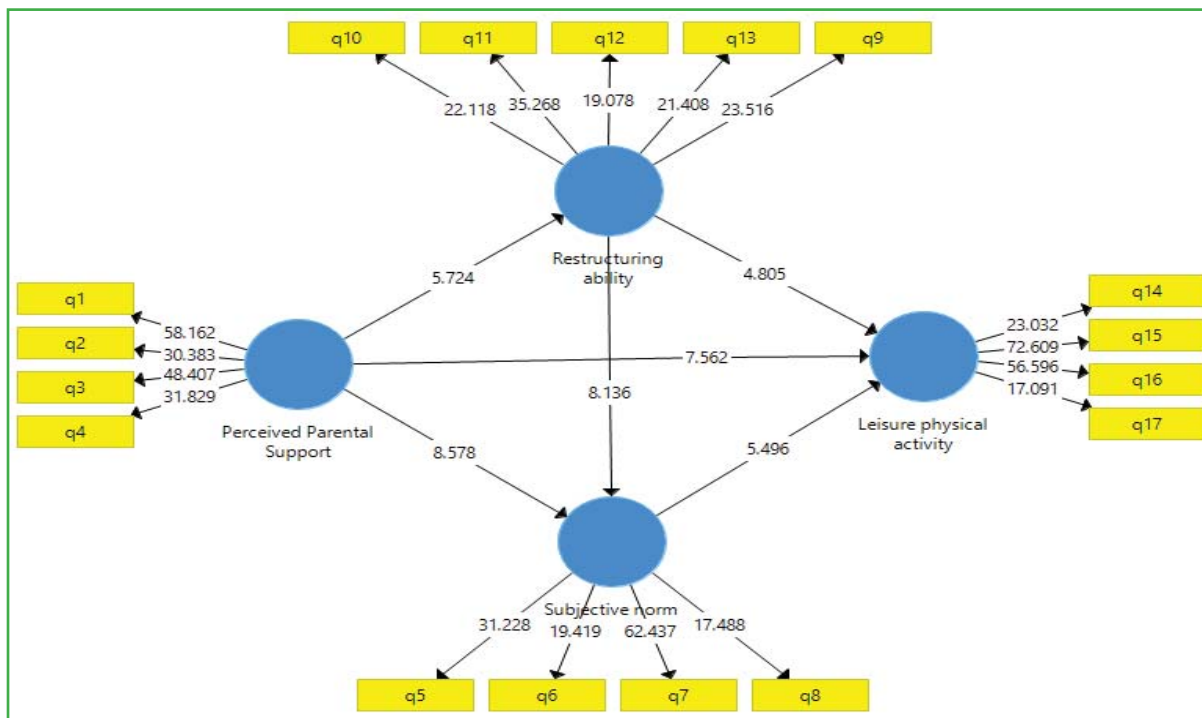 q10
q11
q12
q13
q9
22.118
35.268
19.078
21.408
23.516
Restructuring
ability
5.724
4.805
q1
q2
q3
q4
58.162
30.383
48.407
31.829
Perceived Parental
Support
7.562
8.136
8.578
5.496
Leisure physical
activity
23.032
72.609
56.596
17.091
q14
q15
q16
q17
Subjective norm
31.228
19.419
62.437
17.488
q5
q6
q7
q8